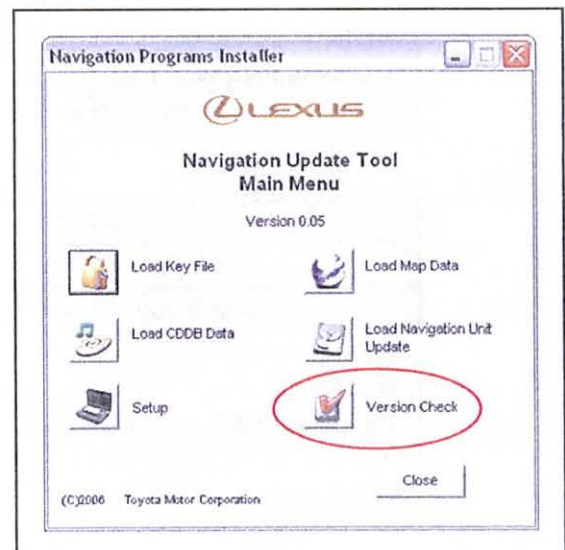 Navigation Programs Installer
LEXUS
Navigation Update Tool
Main Menu
Version 0.05
Load Key File
Load Map Data
Load CDDB Data
Load Navigation Unit
Update
Setup
Version Check
Close
(C)2006 Toyota Motor Corporation